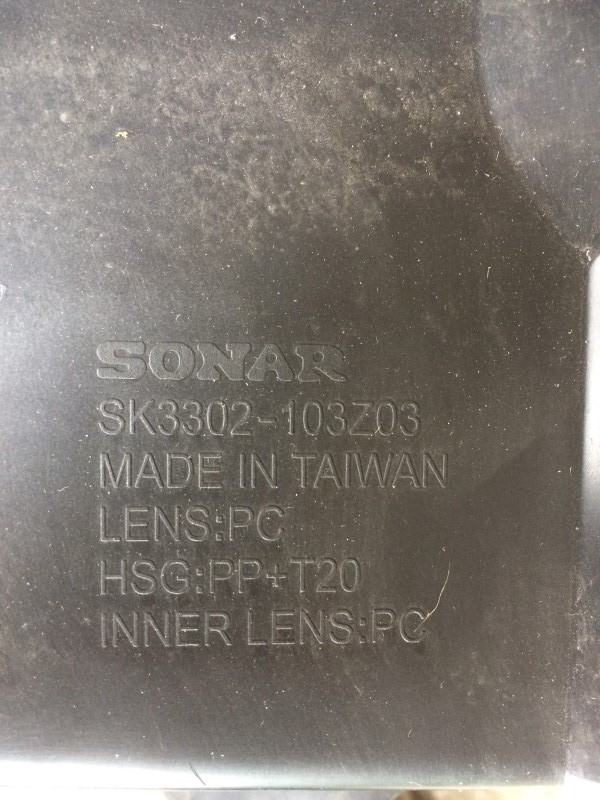 SONAR
SK3302-103Z03
MADE IN TAIWAN
LENS:PC
HSG:PP+T20
INNER LENS:PC